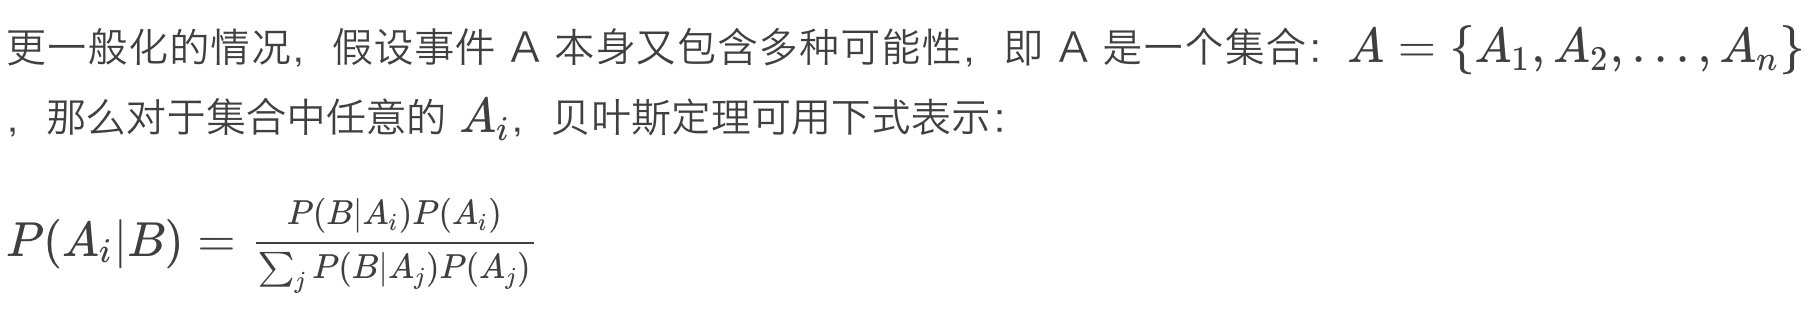 更一般化的情况，假设事件 A 本身又包含多种可能性，即 A 是一个集合：$A = \{A_1, A_2, \ldots, A_n\}$
，那么对于集合中任意的 $A_i$，贝叶斯定理可用下式表示：
$P(A_i|B) = \frac{P(B|A_i)P(A_i)}{\sum_j P(B|A_j)P(A_j)}$